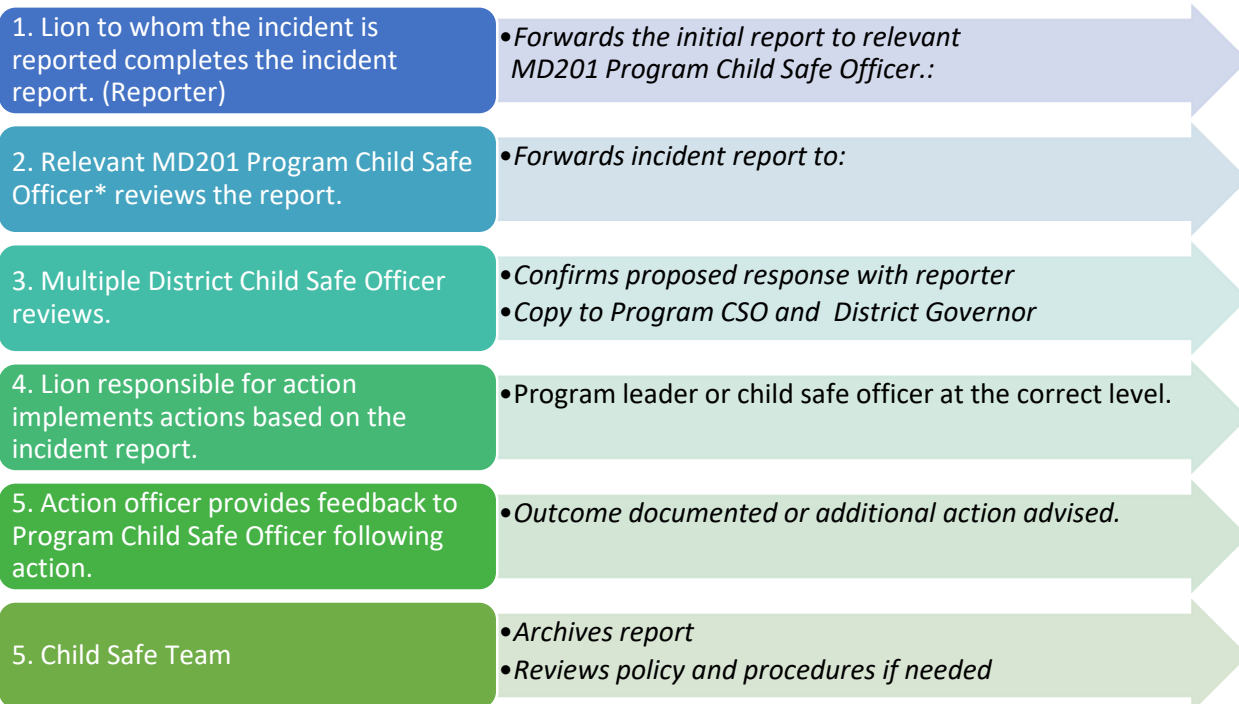 1. Lion to whom the incident is
reported completes the incident
report. (Reporter)
•Forwards the initial report to relevant
MD201 Program Child Safe Officer.:
2. Relevant MD201 Program Child Safe
Officer* reviews the report.
•Forwards incident report to:
3. Multiple District Child Safe Officer
reviews.
•Confirms proposed response with reporter
•Copy to Program CSO and  District Governor
4. Lion responsible for action
implements actions based on the
incident report.
•Program leader or child safe officer at the correct level.
5. Action officer provides feedback to
Program Child Safe Officer following
action.
•Outcome documented or additional action advised.
5. Child Safe Team
•Archives report
•Reviews policy and procedures if needed